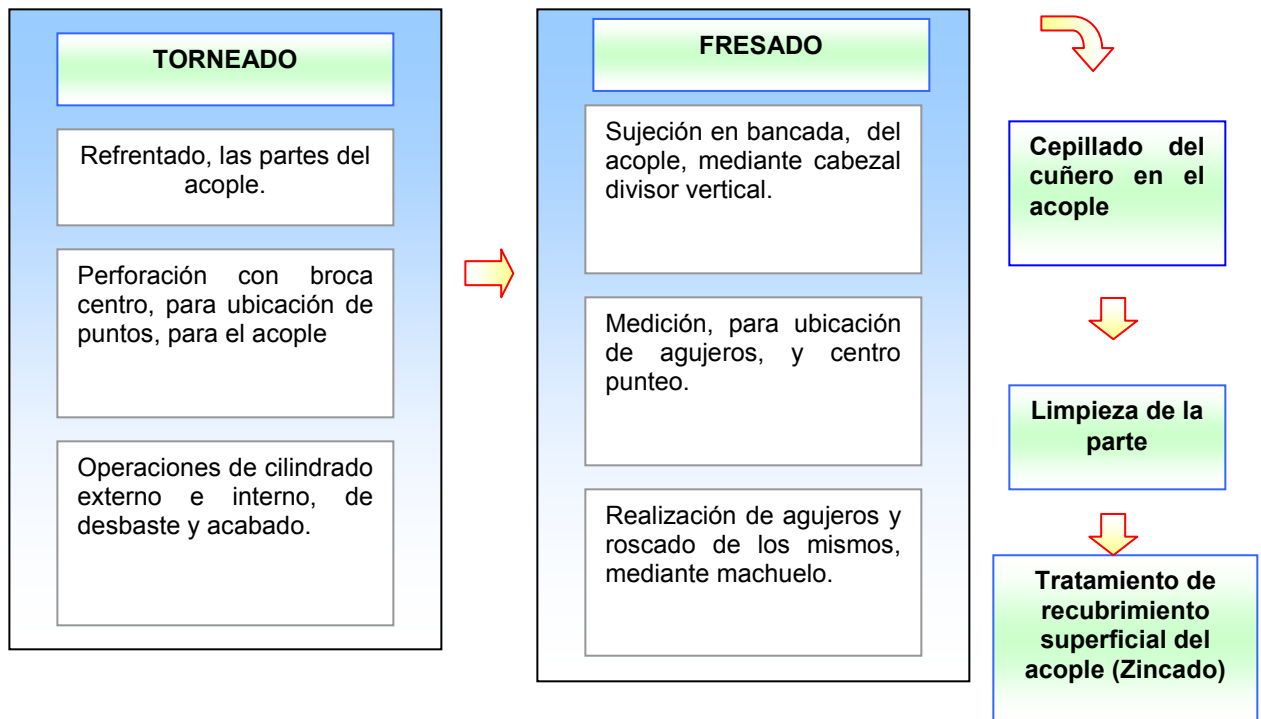 TORNEADO
Refrentado, las partes del
acople.
Perforación con broca
centro, para ubicación de
puntos, para el acople
Operaciones de cilindrado
externo e interno, de
desbaste y acabado.
FRESADO
Sujeción en bancada, del
acople, mediante cabezal
divisor vertical.
Medición, para ubicación
de agujeros, y centro
punteo.
Realización de agujeros y
roscado de los mismos,
mediante machuelo.
Cepillado del
cuñero en el
acople
Limpieza de la
parte
Tratamiento de
recubrimiento
superficial del
acople (Zincado)